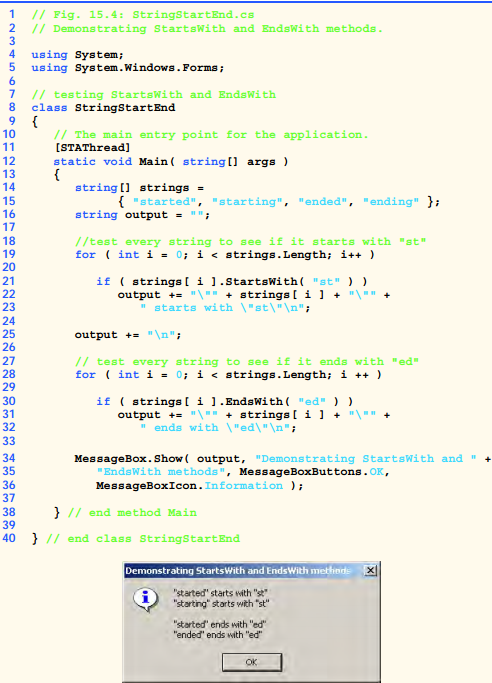 1 // Fig. 15.4: StringStartEnd.cs
2 // Demonstrating StartsWith and EndsWith methods.
3
4 using System;
5 using System.Windows.Forms;
6
7 // testing StartsWith and EndsWith
8 class StringStartEnd
9 {
10 // The main entry point for the application.
11 [STAThread]
12 static void Main( string[] args )
13 {
14 string[] strings =
15 { "started", "starting", "ended", "ending" };
16 string output = "";
17
18 //test every string to see if it starts with "st"
19 for ( int i = 0; i < strings.Length; i++ )
20
21 if ( strings[ i ].StartsWith( "st" ) )
22 output += "\"" + strings[ i ] + "\"" +
23 " starts with \"st\"\n";
24
25 output += "\n";
26
27 // test every string to see if it ends with "ed"
28 for ( int i = 0; i < strings.Length; i ++ )
29
30 if ( strings[ i ].EndsWith( "ed" ) )
31 output += "\"" + strings[ i ] + "\"" +
32 " ends with \"ed\"\n";
33
34 MessageBox.Show( output, "Demonstrating StartsWith and " +
35 "EndsWith methods", MessageBoxButtons.OK,
36 MessageBoxIcon.Information );
37
38 } // end method Main
39
40 } // end class StringStartEnd
Demonstrating StartsWith and EndsWith methods
"started" starts with "st"
"starting" starts with "st"
"started" ends with "ed"
"ended" ends with "ed"
OK